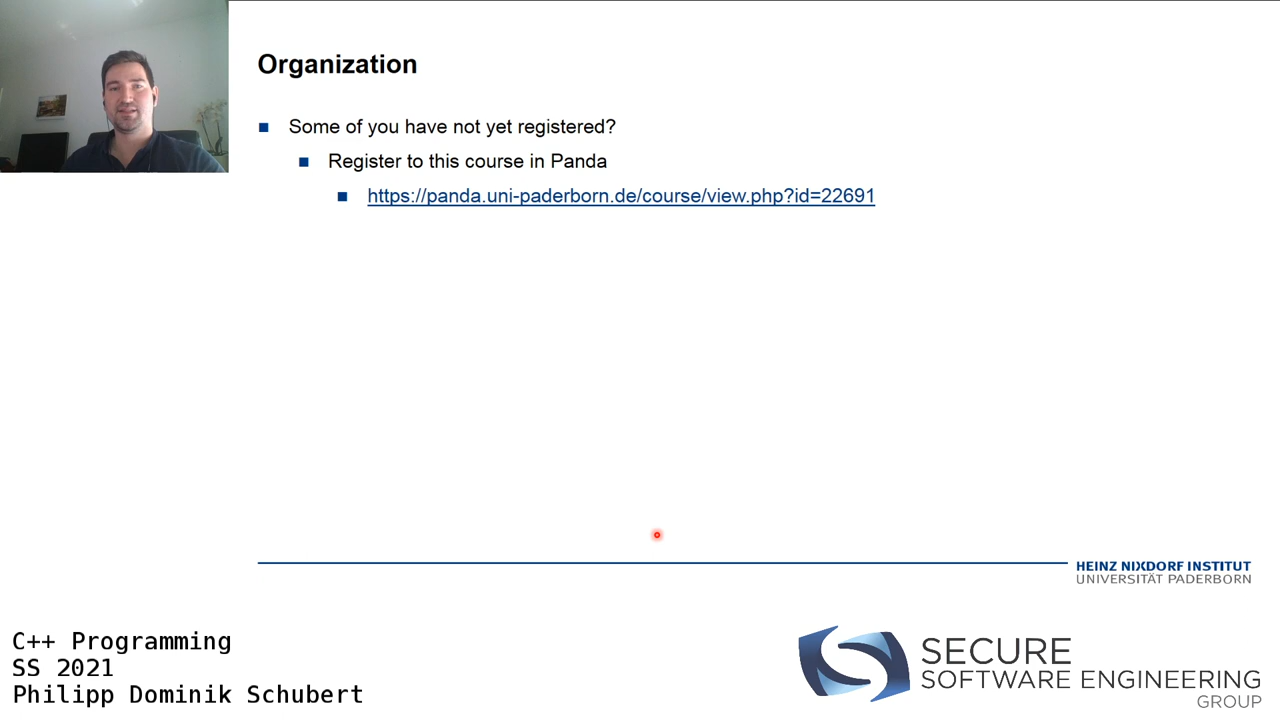 Organization
Some of you have not yet registered?
Register to this course in Panda
https://panda.uni-paderborn.de/course/view.php?id=22691
HEINZ NIXDORF INSTITUT
UNIVERSITÄT PADERBORN
C++ Programming
SS 2021
Philipp Dominik Schubert
SECURE
SOFTWARE ENGINEERING
GROUP